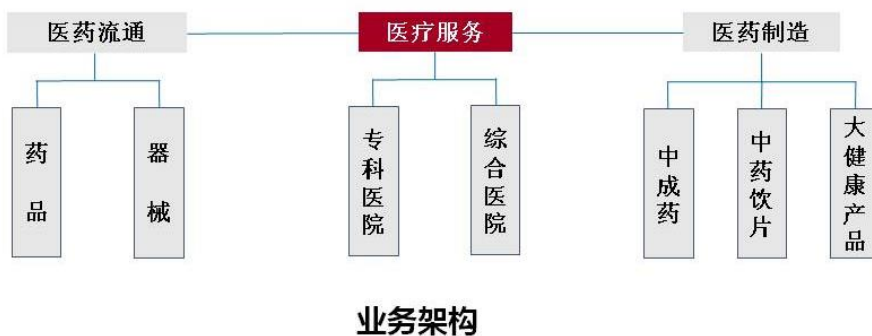 医药流通
医疗服务
医药制造
药品
器械
专科医院
综合医院
中成药
中药饮片
大健康产品
业务架构